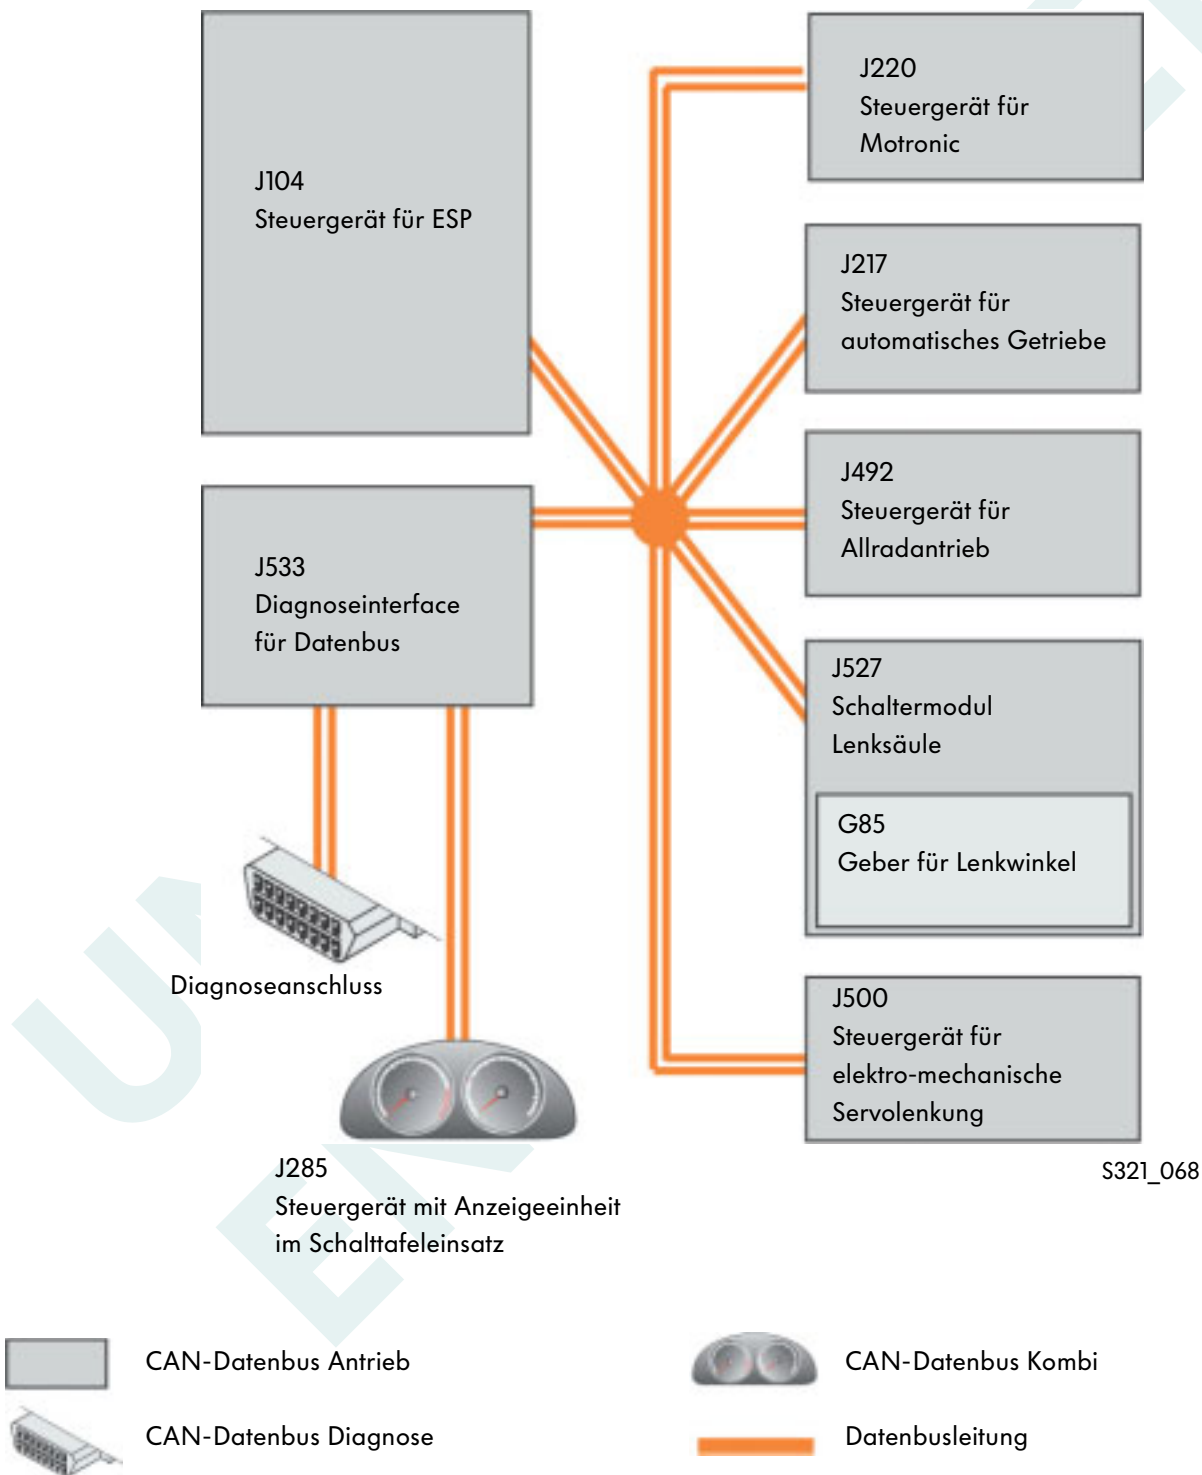 J104
Steuergerät für ESP
J533
Diagnoseinterface
für Datenbus
Diagnoseanschluss
J285
Steuergerät mit Anzeigeeinheit
im Schalttafeleinsatz
J220
Steuergerät für
Motronic
J217
Steuergerät für
automatisches Getriebe
J492
Steuergerät für
Allradantrieb
J527
Schaltermodul
Lenksäule
G85
Geber für Lenkwinkel
J500
Steuergerät für
elektro-mechanische
Servolenkung
S321_068
CAN-Datenbus Antrieb
CAN-Datenbus Diagnose
CAN-Datenbus Kombi
Datenbusleitung